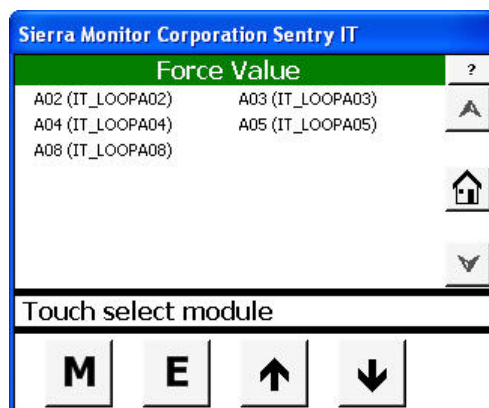 Sierra Monitor Corporation Sentry IT
Force Value
?
A02 (IT_LOOPA02) A03 (IT_LOOPA03)
A04 (IT_LOOPA04) A05 (IT_LOOPA05)
A08 (IT_LOOPA08)
Touch select module
M E